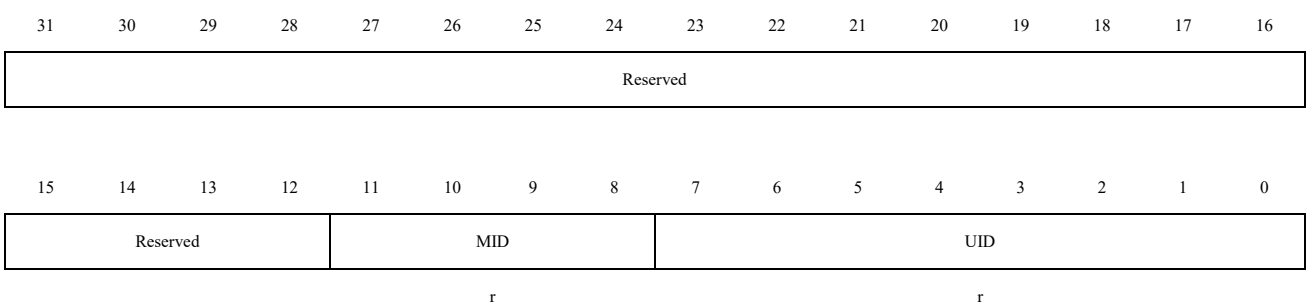 31 30 29 28 27 26 25 24 23 22 21 20 19 18 17 16
Reserved
15 14 13 12 11 10 9 8 7 6 5 4 3 2 1 0
Reserved MID UID
r r